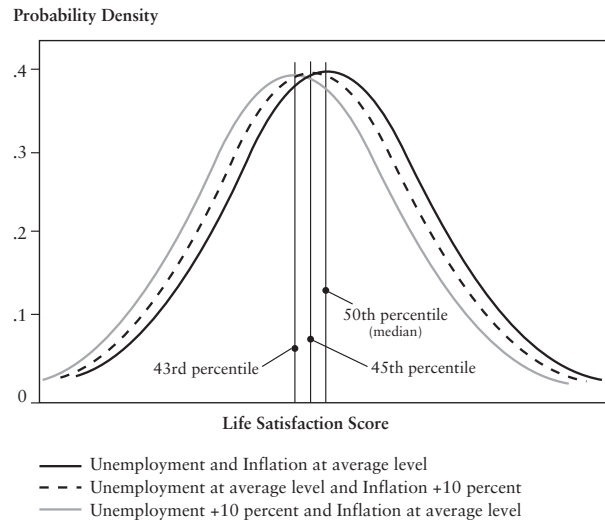 Probability Density
.4
.3
.2
.1
0
50th percentile
(median)
43rd percentile
45th percentile
Life Satisfaction Score
Unemployment and Inflation at average level
Unemployment at average level and Inflation +10 percent
Unemployment +10 percent and Inflation at average level